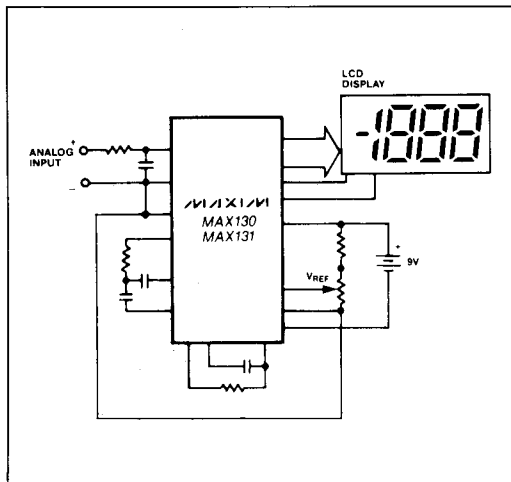 LCD
DISPLAY
-1888
ANALOG
INPUT
+
−
MAXIM
MAX130
MAX131
VREF
+
9V